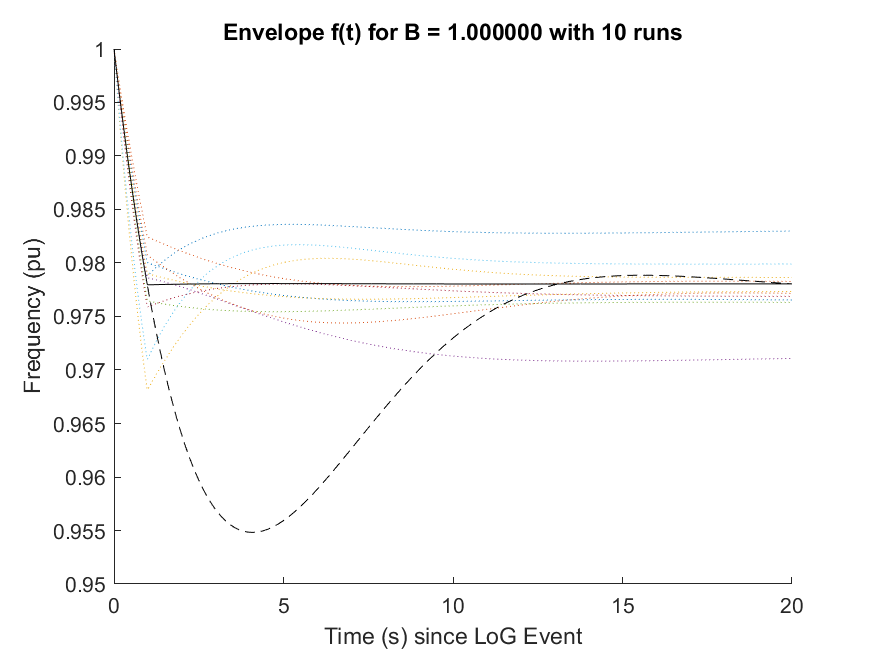 Envelope f(t) for B = 1.000000 with 10 runs
1
0.995
0.99
0.985
0.98
0.975
0.97
0.965
0.96
0.955
0.95
Frequency (pu)
0 5 10 15 20
Time (s) since LoG Event